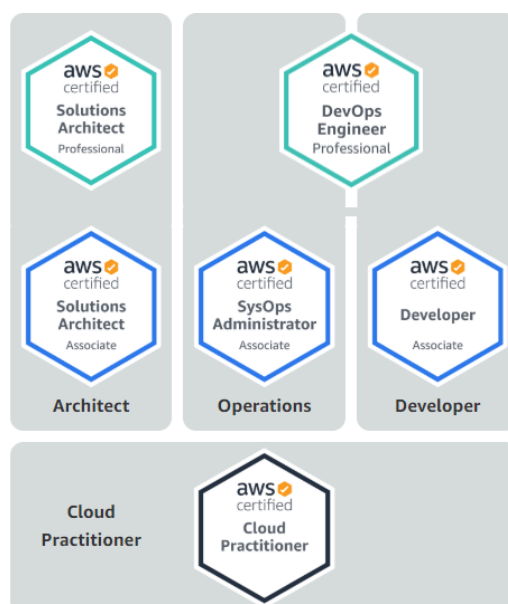 aws
certified
Solutions
Architect
Professional
aws
certified
DevOps
Engineer
Professional
aws
certified
Solutions
Architect
Associate
aws
certified
SysOps
Administrator
Associate
aws
certified
Developer
Associate
Architect
Operations
Developer
Cloud
Practitioner
aws
certified
Cloud
Practitioner